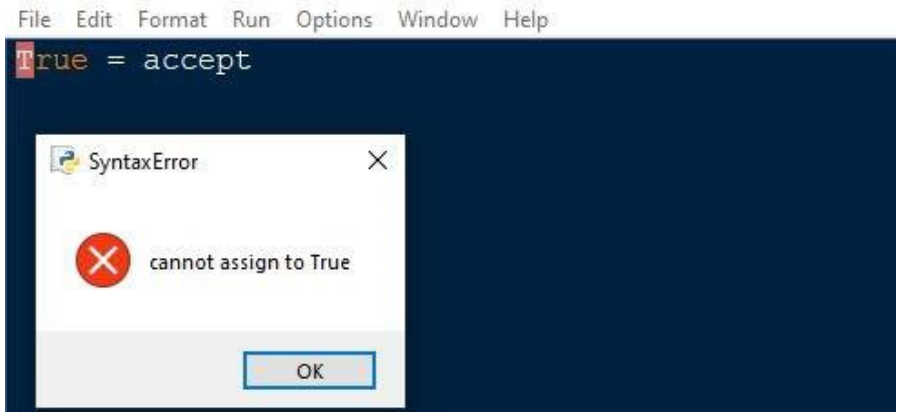 File Edit Format Run Options Window Help
True = accept
SyntaxError
cannot assign to True
OK